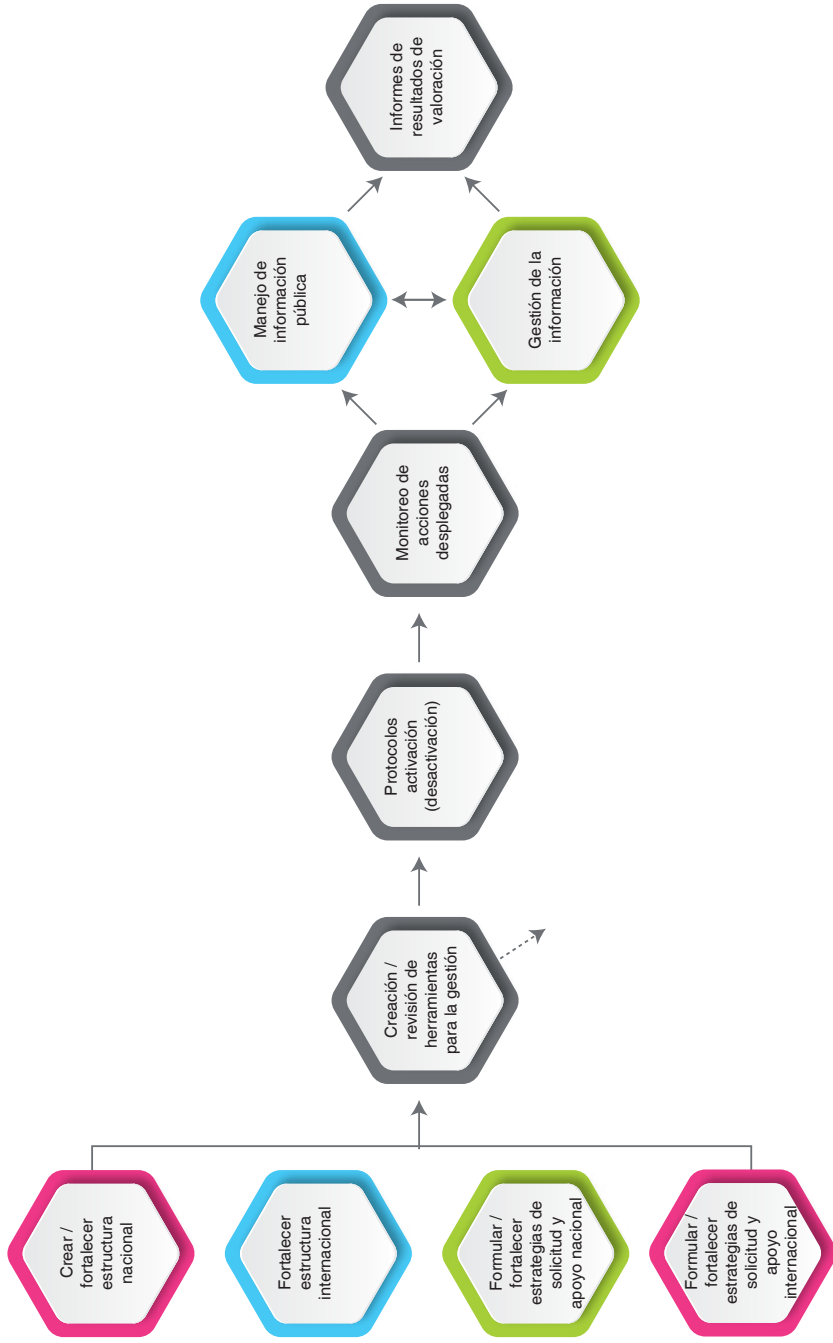 Crear /
fortalecer
estructura
nacional
Fortalecer
estructura
internacional
Formular /
fortalecer
estrategias de
solicitud y
apoyo nacional
Formular /
fortalecer
estrategias de
solicitud y
apoyo
internacional
Creación /
revisión de
herramientas
para la gestión
Protocolos
activación
(desactivación)
Monitoreo de
acciones
desplegadas
Manejo de
información
pública
Gestión de la
información
Informes de
resultados de
valoración